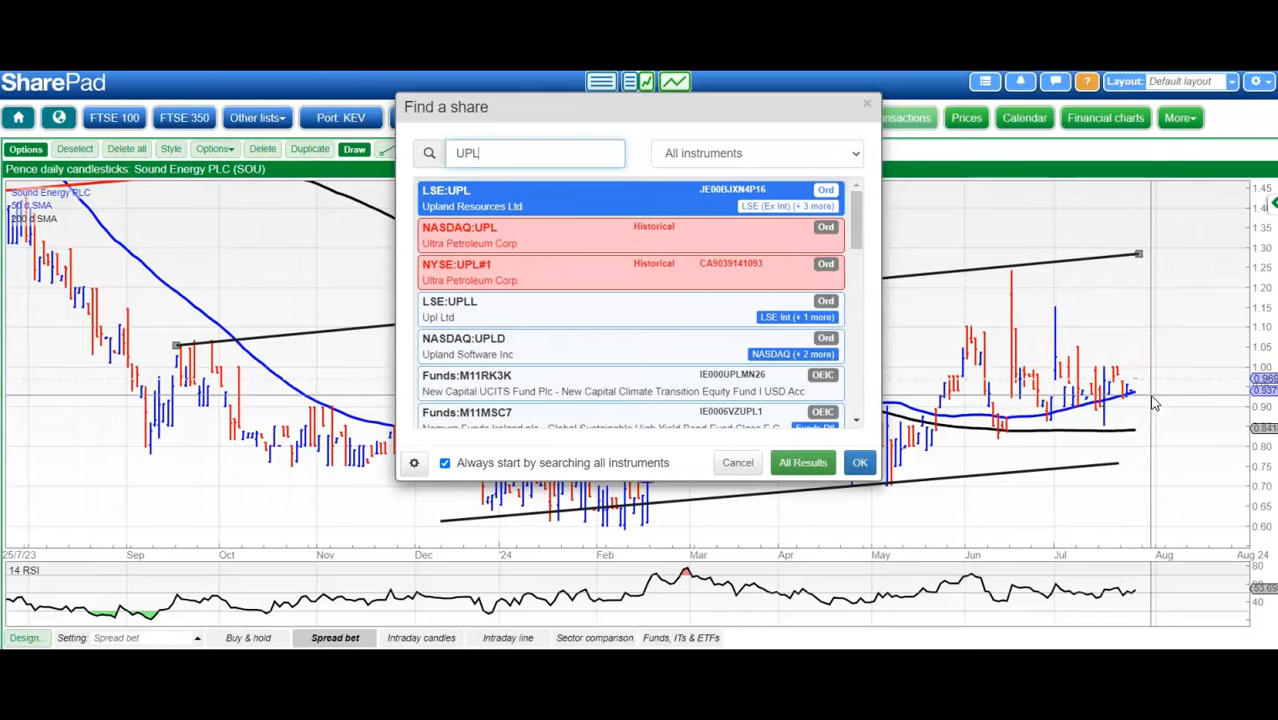 SharePad
Layout: Default layout
FTSE 100 FTSE 350 Other lists Port: KEV
Find a share
×
Prices Calendar Financial charts More
Options Deselect Delete all Style Options Delete Duplicate Draw
Pence daily candlesticks: Sound Energy PLC (SOU)
Sound Energy PLC
200 d SMA
UPL
All instruments
LSE:UPL JE00BJXN4P16 Ord
Upland Resources Ltd LSE (Ex Int) (+ 3 more)
NASDAQ:UPL Historical Ord
Ultra Petroleum Corp
NYSE:UPL#1 Historical CA9039141093 Ord
Ultra Petroleum Corp
LSE:UPLL Ord
Upl Ltd LSE Int (+ 1 more)
NASDAQ:UPLD Ord
Upland Software Inc NASDAQ (+ 2 more)
Funds:M11RK3K IE000UPLMN26 OEIC
New Capital UCITS Fund Plc - New Capital Climate Transition Equity Fund I USD Acc
Funds:M11MSC7 IE0006VZUPL1 OEIC
Always start by searching all instruments
Cancel All Results OK
1.45
1.35
1.30
1.25
1.20
1.15
1.10
1.05
1.00
0.969
0.937
0.90
0.75
0.70
0.65
0.60
25/7/23 Sep Oct Nov Dec '24 Feb Mar Apr May Jun Jul Aug Aug 24
14 RSI
80
53.69
40
Design... Setting: Spread bet Buy & hold Spread bet Intraday candles Intraday line Sector comparison Funds, ITs & ETFs